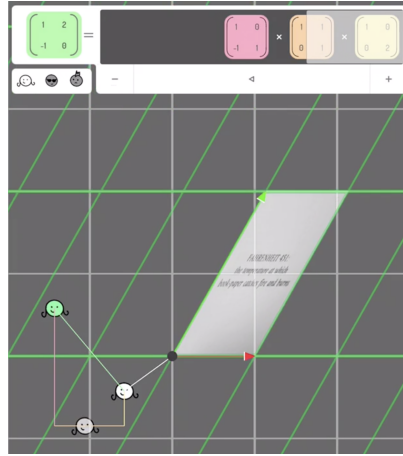 1 2 1 0 1 1 0
= × ×
-1 0 -1 1 0 1 0 2
− ◁ +
FAHRENHEIT 451:
the temperature at which
book paper catches fire and burns